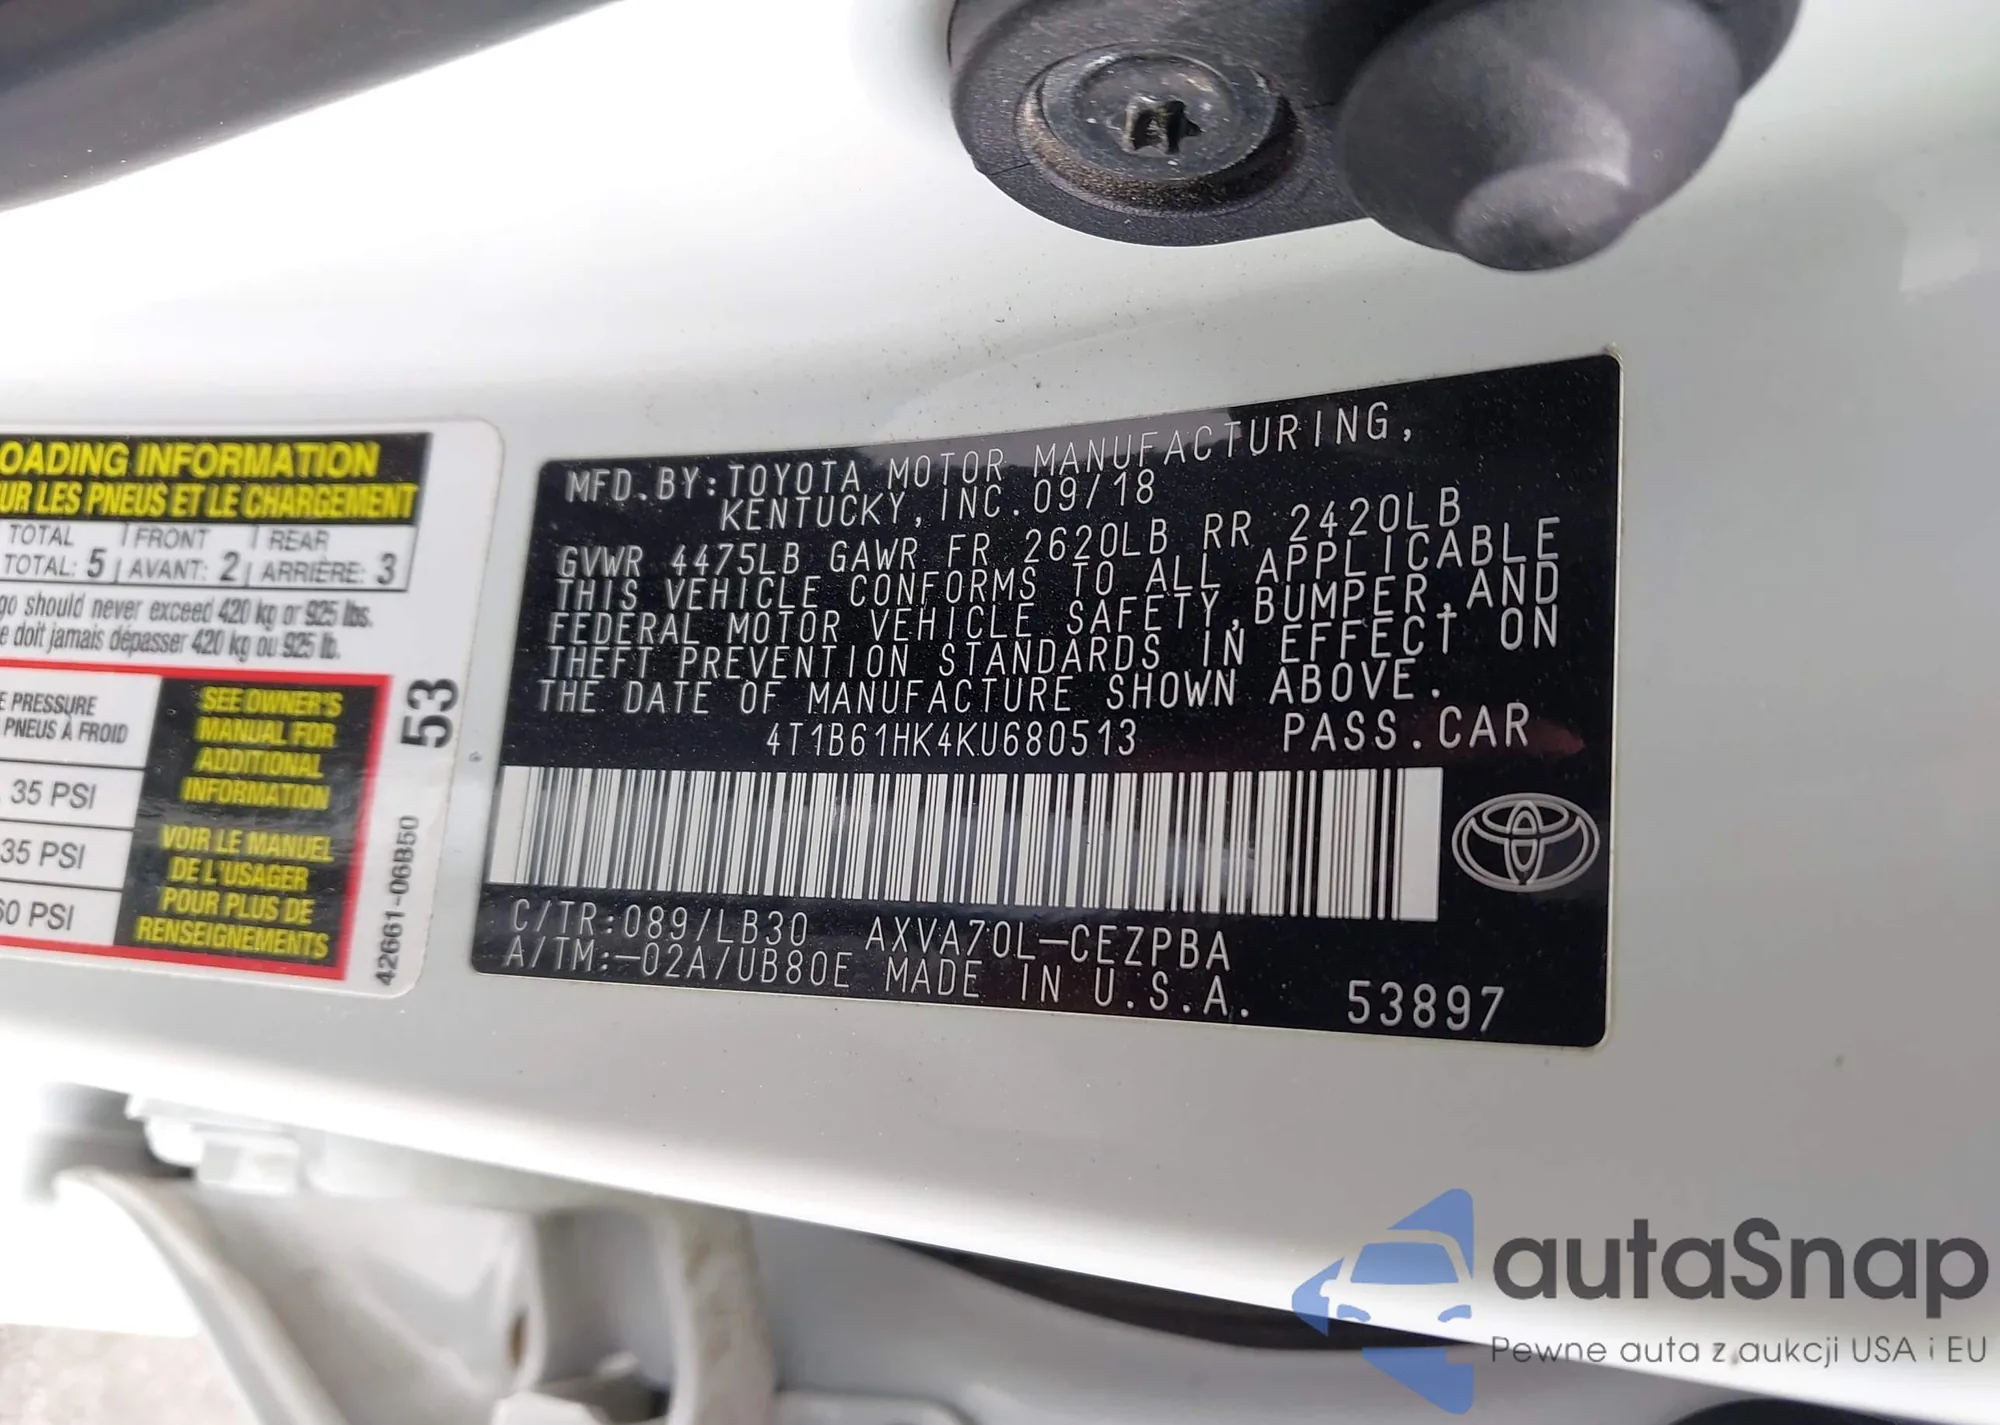 OADING INFORMATION
UR LES PNEUS ET LE CHARGEMENT
TOTAL FRONT REAR
TOTAL: 5 AVANT: 2 ARRIÈRE: 3
go should never exceed 420 kg or 925 lbs.
e doit jamais dépasser 420 kg ou 925 lb.
E PRESSURE
PNEUS À FROID
35 PSI
35 PSI
60 PSI
SEE OWNER'S
MANUAL FOR
ADDITIONAL
INFORMATION
VOIR LE MANUEL
DE L'USAGER
POUR PLUS DE
RENSEIGNEMENTS
53
42661-06B50
MFD.BY:TOYOTA MOTOR MANUFACTURING,
KENTUCKY,INC.09/18
GVWR 4475LB GAWR FR 2620LB RR 2420LB
THIS VEHICLE CONFORMS TO ALL APPLICABLE
FEDERAL MOTOR VEHICLE SAFETY,BUMPER,AND
THEFT PREVENTION STANDARDS IN EFFECT ON
THE DATE OF MANUFACTURE SHOWN ABOVE.
4T1B61HK4KU680513 PASS.CAR
C/TR:089/LB30 AXVA70L-CEZPBA
A/TM:-02A/UB80E MADE IN U.S.A. 53897
autaSnap
Pewne auta z aukcji USA i EU